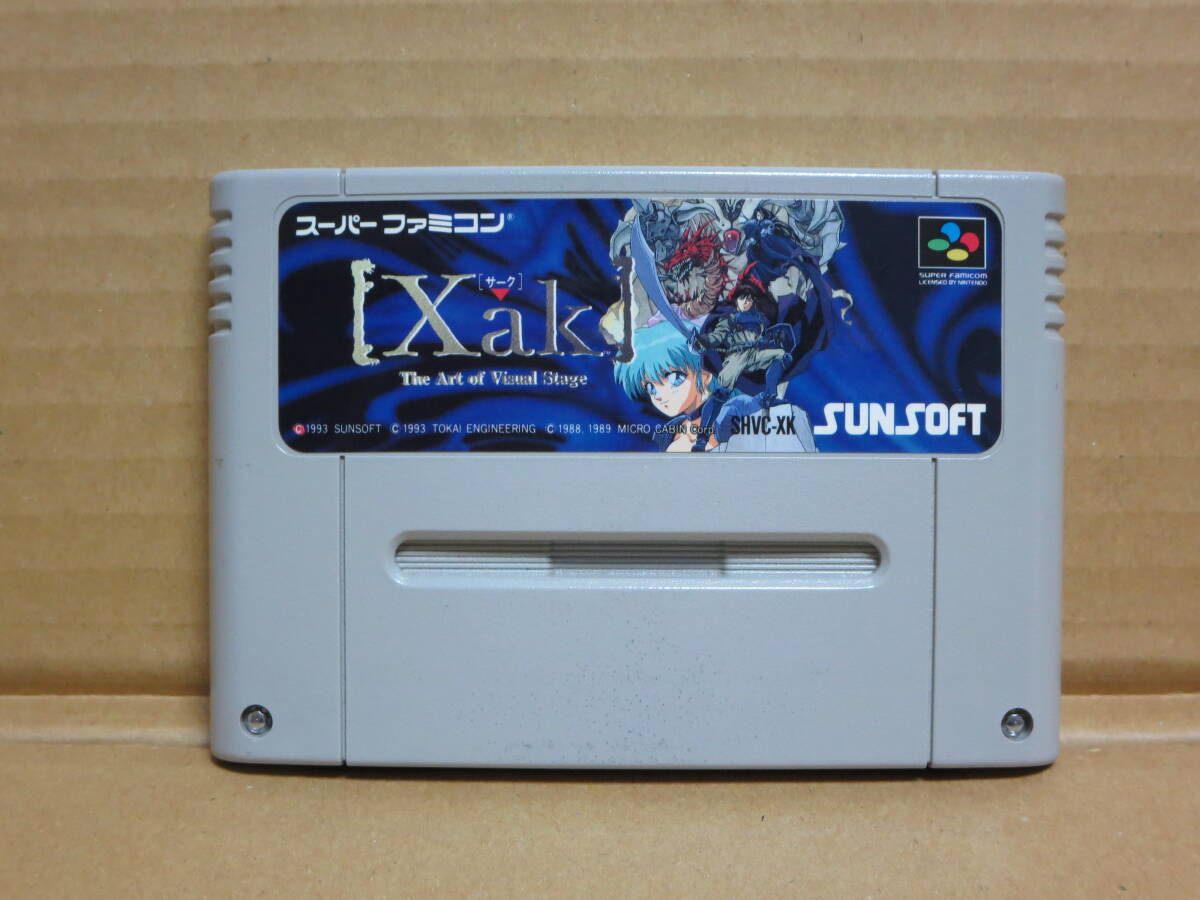 スーパーファミコン®
[サーク]
[Xak]
The Art of Visual Stage
SUPER FAMICOM
LICENSED BY NINTENDO
© 1993 SUNSOFT © 1993 TOKAI ENGINEERING © 1988, 1989 MICRO CABIN Corp.
SHVC-XK
SUNSOFT